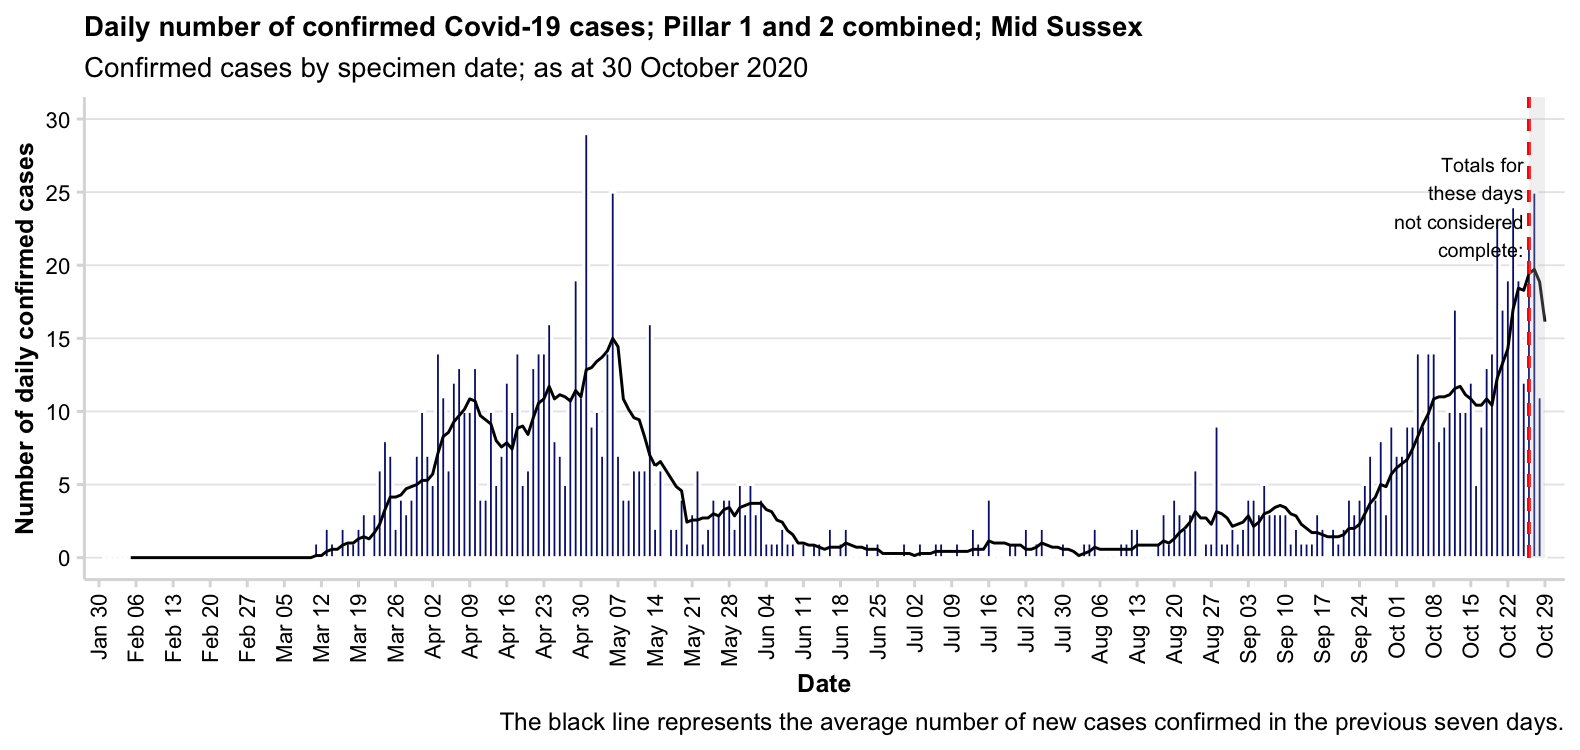 Daily number of confirmed Covid-19 cases; Pillar 1 and 2 combined; Mid Sussex
Confirmed cases by specimen date; as at 30 October 2020
Number of daily confirmed cases
30
25
20
15
10
5
0
Totals for
these days
not considered
complete:
Jan 30
Feb 06
Feb 13
Feb 20
Feb 27
Mar 05
Mar 12
Mar 19
Mar 26
Apr 02
Apr 09
Apr 16
Apr 23
Apr 30
May 07
May 14
May 21
May 28
Jun 04
Jun 11
Jun 18
Jun 25
Jul 02
Jul 09
Jul 16
Jul 23
Jul 30
Aug 06
Aug 13
Aug 20
Aug 27
Sep 03
Sep 10
Sep 17
Sep 24
Oct 01
Oct 08
Oct 15
Oct 22
Oct 29
Date
The black line represents the average number of new cases confirmed in the previous seven days.